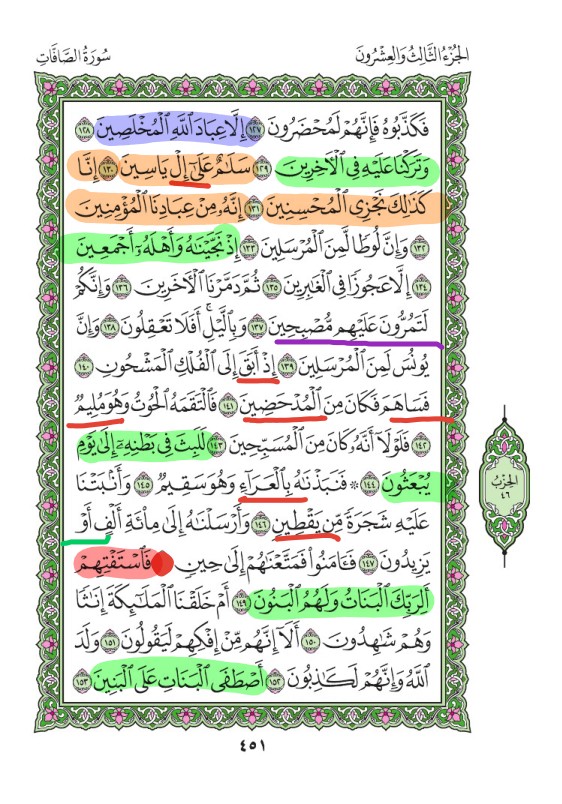 الجُزْءُ الثَّالِثُ وَالعِشْرُونَ
سُورَةُ الصَّافَّاتِ
فَكَذَّبُوهُ فَإِنَّهُمْ لَمُحْضَرُونَ ١٢٧ إِلَّا عِبَادَ ٱللَّهِ ٱلْمُخْلَصِينَ ١٢٨
وَتَرَكْنَا عَلَيْهِ فِى ٱلْأَخِرِينَ ١٢٩ سَلَـٰمٌ عَلَىٰٓ إِلْ يَاسِينَ ١٣٠ إِنَّا
كَذَٰلِكَ نَجْزِى ٱلْمُحْسِنِينَ ١٣١ إِنَّهُۥ مِنْ عِبَادِنَا ٱلْمُؤْمِنِينَ
١٣٢ وَإِنَّ لُوطًا لَّمِنَ ٱلْمُرْسَلِينَ ١٣٣ إِذْ نَجَّيْنَـٰهُ وَأَهْلَهُۥٓ أَجْمَعِينَ
١٣٤ إِلَّا عَجُوزًا فِى ٱلْغَـٰبِرِينَ ١٣٥ ثُمَّ دَمَّرْنَا ٱلْأَخَرِينَ ١٣٦ وَإِنَّكُمْ
لَتَمُرُّونَ عَلَيْهِم مُّصْبِحِينَ ١٣٧ وَبِٱلَّيْلِ ۗ أَفَلَا تَعْقِلُونَ ١٣٨ وَإِنَّ
يُونُسَ لَمِنَ ٱلْمُرْسَلِينَ ١٣٩ إِذْ أَبَقَ إِلَى ٱلْفُلْكِ ٱلْمَشْحُونِ ١٤٠
فَسَاهَمَ فَكَانَ مِنَ ٱلْمُدْحَضِينَ ١٤١ فَٱلْتَقَمَهُ ٱلْحُوتُ وَهُوَ مُلِيمٌ
١٤٢ فَلَوْلَآ أَنَّهُۥ كَانَ مِنَ ٱلْمُسَبِّحِينَ ١٤٣ لَلَبِثَ فِى بَطْنِهِۦٓ إِلَىٰ يَوْمِ
يُبْعَثُونَ ١٤٤ ۞ فَنَبَذْنَـٰهُ بِٱلْعَرَآءِ وَهُوَ سَقِيمٌ ١٤٥ وَأَنۢبَتْنَا
عَلَيْهِ شَجَرَةً مِّن يَقْطِينٍ ١٤٦ وَأَرْسَلْنَـٰهُ إِلَىٰ مِا۟ئَةِ أَلْفٍ أَوْ
يَزِيدُونَ ١٤٧ فَـَٔامَنُوا۟ فَمَتَّعْنَـٰهُمْ إِلَىٰ حِينٍ فَٱسْتَفْتِهِمْ
أَلِرَبِّكَ ٱلْبَنَاتُ وَلَهُمُ ٱلْبَنُونَ ١٤٩ أَمْ خَلَقْنَا ٱلْمَلَـٰٓئِكَةَ إِنَـٰثًا
وَهُمْ شَـٰهِدُونَ ١٥٠ أَلَآ إِنَّهُم مِّنْ إِفْكِهِمْ لَيَقُولُونَ ١٥١ وَلَدَ
ٱللَّهُ وَإِنَّهُمْ لَكَـٰذِبُونَ ١٥٢ أَصْطَفَى ٱلْبَنَاتِ عَلَى ٱلْبَنِينَ ١٥٣
الحِزْبُ
٤٦
٤٥١